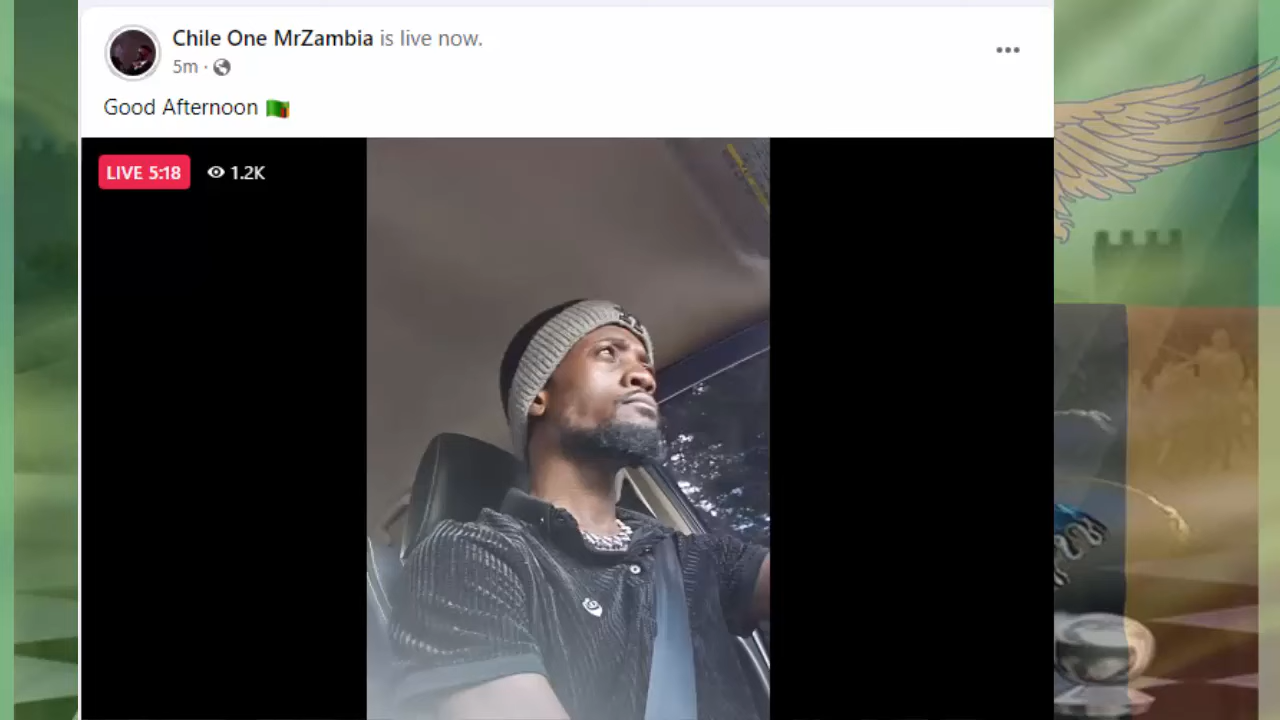 Chile One MrZambia is live now.
5m ·
Good Afternoon 🇿🇲
LIVE 5:18 1.2K